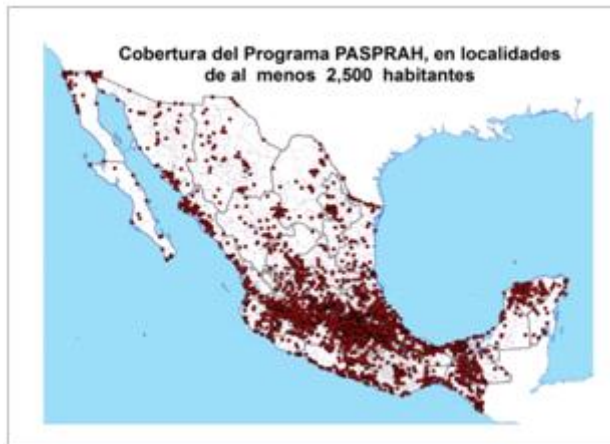 Cobertura del Programa PASPRAH, en localidades
de al menos 2,500 habitantes